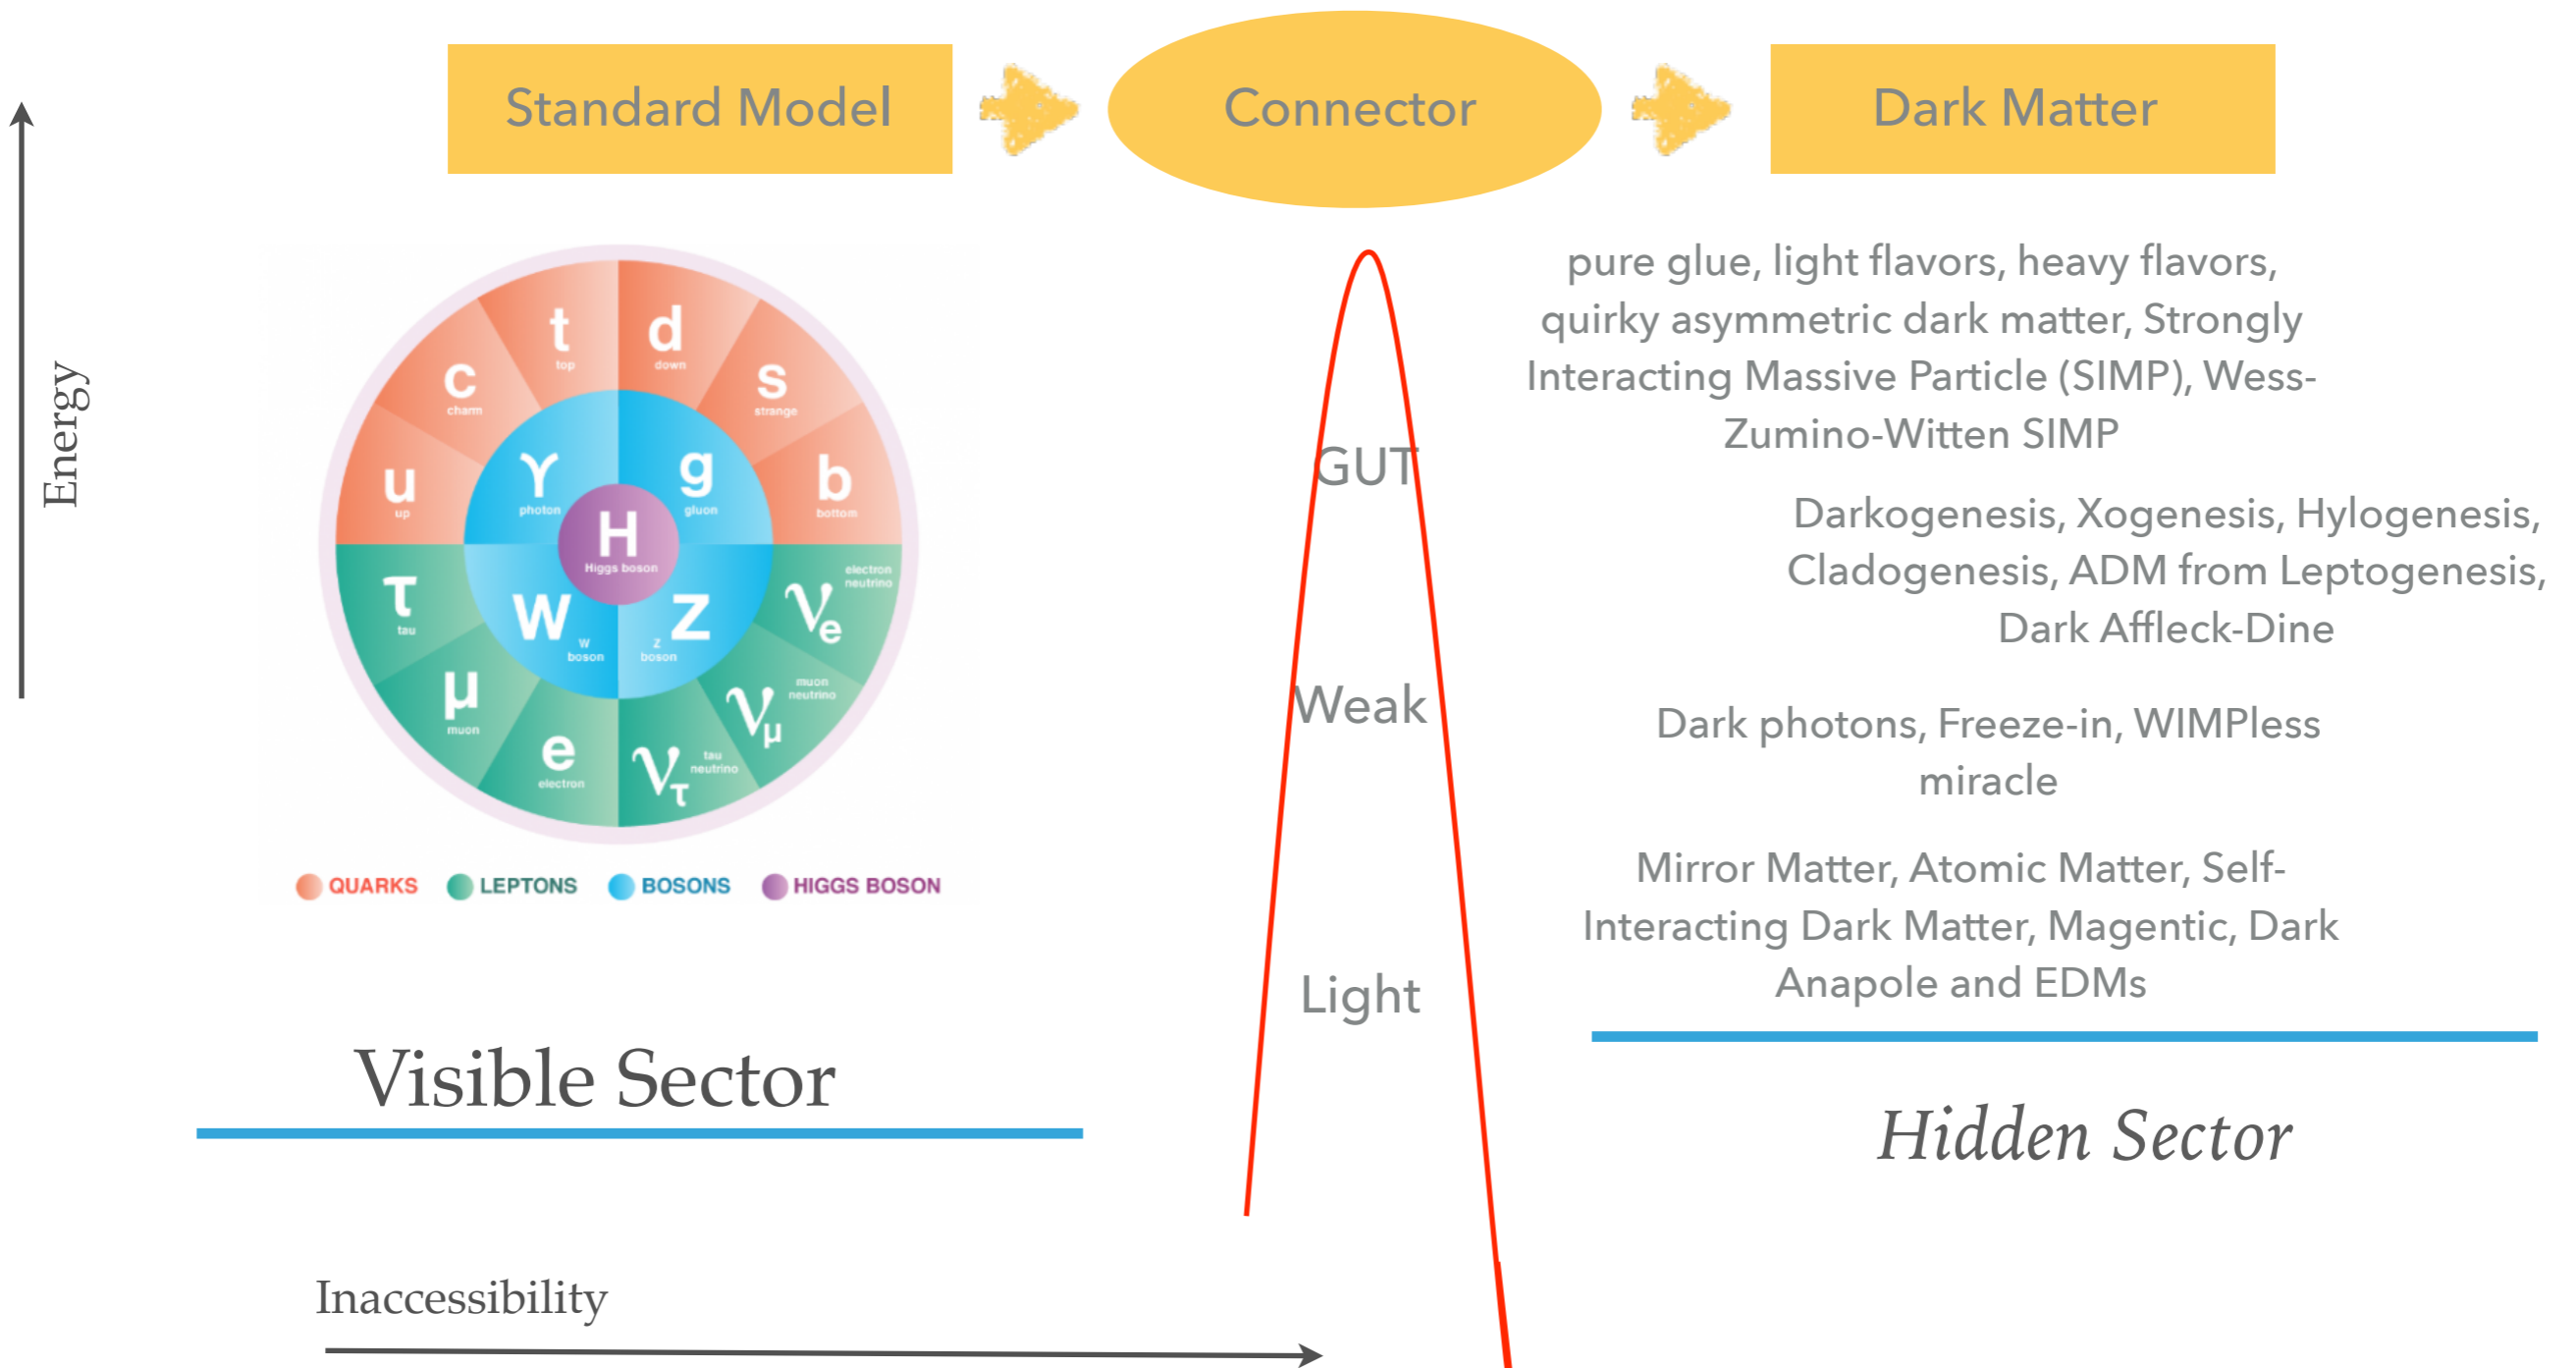 Standard Model
Connector
Dark Matter
Energy
t
top
d
down
c
charm
s
strange
u
up
b
bottom
γ
photon
g
gluon
H
Higgs boson
W
W
boson
Z
Z
boson
τ
tau
μ
muon
e
electron
νe
electron
neutrino
νμ
muon
neutrino
ντ
tau
neutrino
QUARKS
LEPTONS
BOSONS
HIGGS BOSON
Visible Sector
GUT
Weak
Light
pure glue, light flavors, heavy flavors,
quirky asymmetric dark matter, Strongly
Interacting Massive Particle (SIMP), Wess-
Zumino-Witten SIMP
Darkogenesis, Xogenesis, Hylogenesis,
Cladogenesis, ADM from Leptogenesis,
Dark Affleck-Dine
Dark photons, Freeze-in, WIMPless
miracle
Mirror Matter, Atomic Matter, Self-
Interacting Dark Matter, Magentic, Dark
Anapole and EDMs
Hidden Sector
Inaccessibility